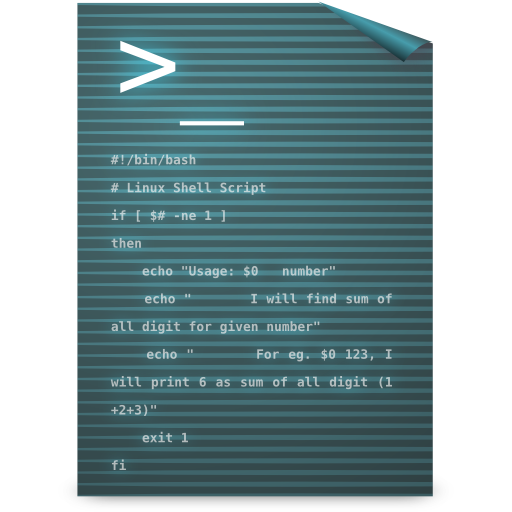 >_
#!/bin/bash
# Linux Shell Script
if [ $# -ne 1 ]
then
    echo "Usage: $0   number"
    echo "       I will find sum of
all digit for given number"
    echo "       For eg. $0 123, I
will print 6 as sum of all digit (1
+2+3)"
    exit 1
fi